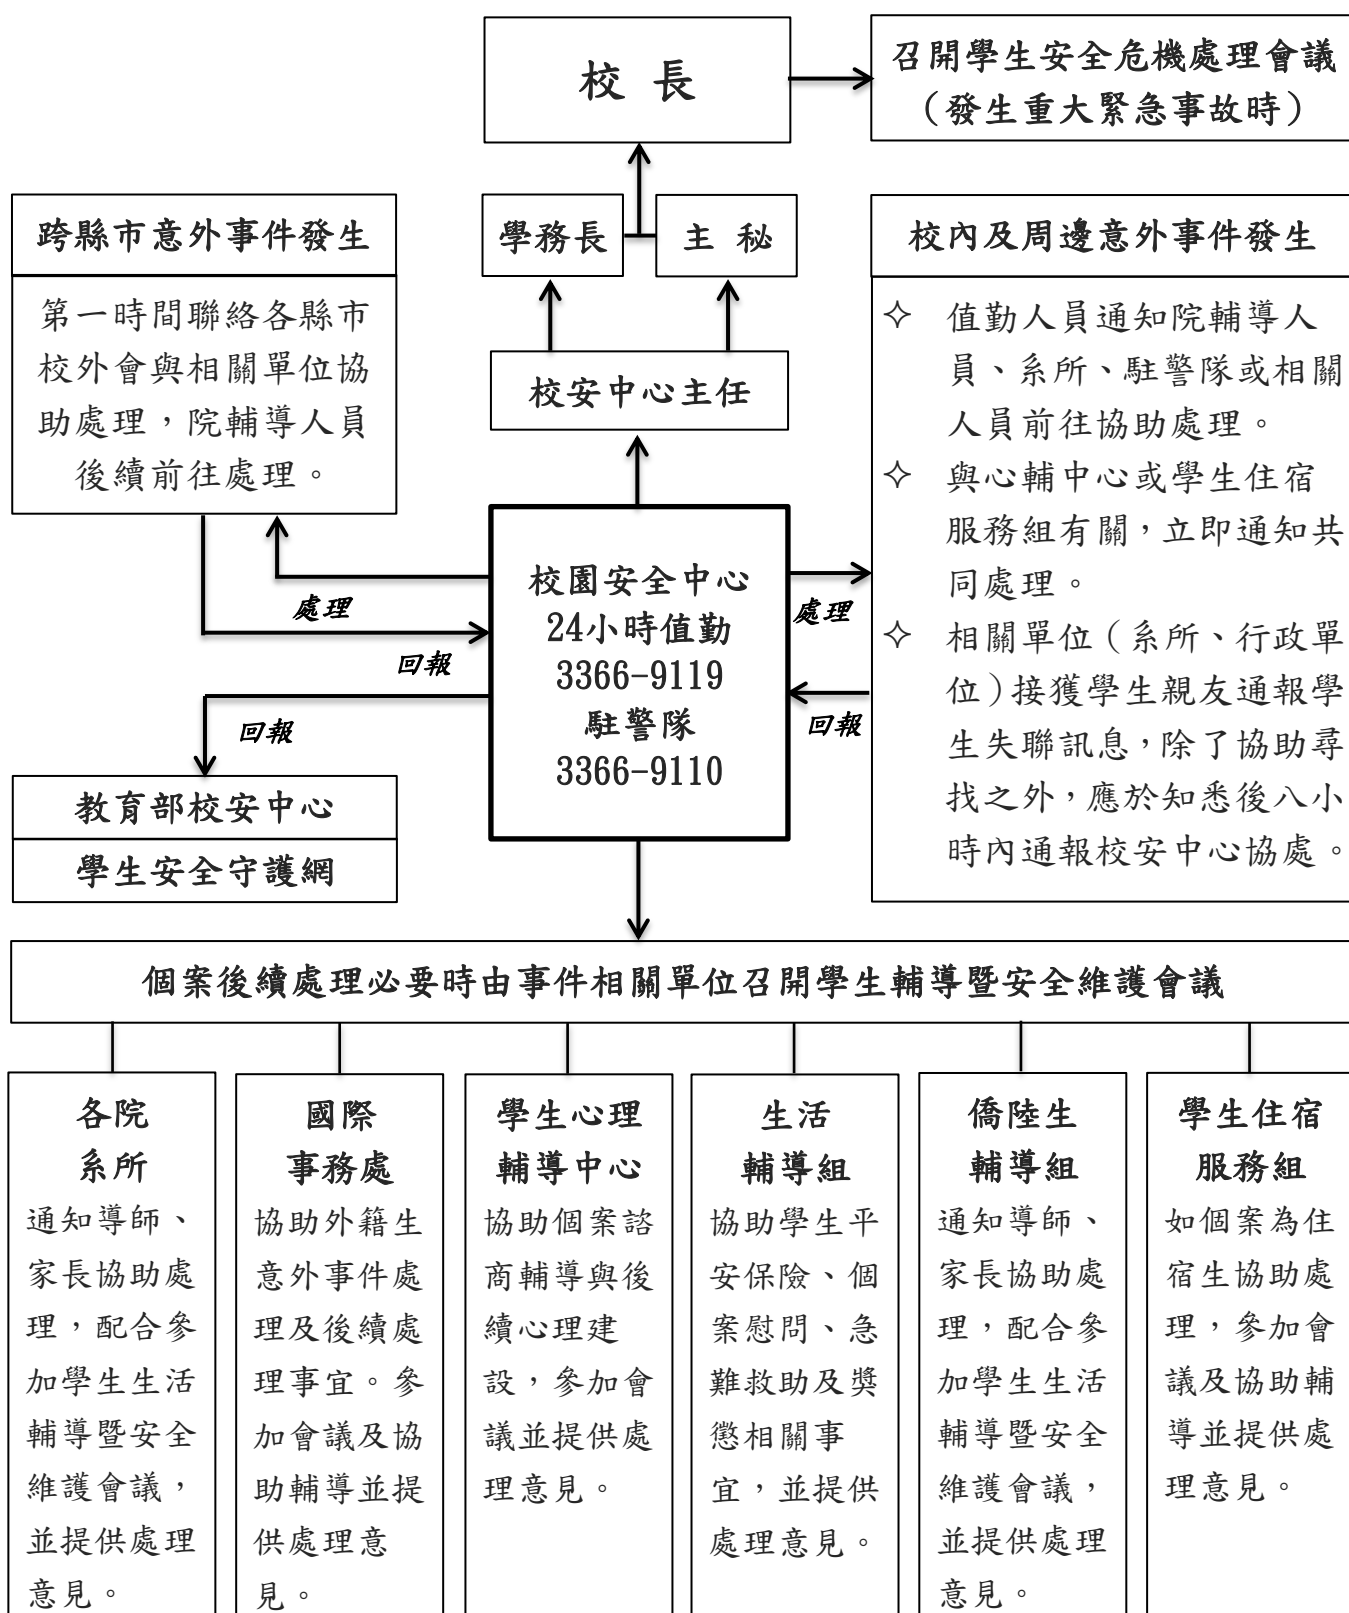 校 長
召開學生安全危機處理會議
（發生重大緊急事故時）
學務長
主 秘
跨縣市意外事件發生
第一時間聯絡各縣市
校外會與相關單位協
助處理，院輔導人員
後續前往處理。
校安中心主任
校內及周邊意外事件發生
✧ 值勤人員通知院輔導人
員、系所、駐警隊或相關
人員前往協助處理。
✧ 與心輔中心或學生住宿
服務組有關，立即通知共
同處理。
✧ 相關單位（系所、行政單
位）接獲學生親友通報學
生失聯訊息，除了協助尋
找之外，應於知悉後八小
時內通報校安中心協處。
校園安全中心
24小時值勤
3366-9119
駐警隊
3366-9110
處理
回報
回報
處理
回報
教育部校安中心
學生安全守護網
個案後續處理必要時由事件相關單位召開學生輔導暨安全維護會議
各院
系所
通知導師、
家長協助處
理，配合參
加學生生活
輔導暨安全
維護會議，
並提供處理
意見。
國際
事務處
協助外籍生
意外事件處
理及後續處
理事宜。參
加會議及協
助輔導並提
供處理意
見。
學生心理
輔導中心
協助個案諮
商輔導與後
續心理建
設，參加會
議並提供處
理意見。
生活
輔導組
協助學生平
安保險、個
案慰問、急
難救助及獎
懲相關事
宜，並提供
處理意見。
僑陸生
輔導組
通知導師、
家長協助處
理，配合參
加學生生活
輔導暨安全
維護會議，
並提供處理
意見。
學生住宿
服務組
如個案為住
宿生協助處
理，參加會
議及協助輔
導並提供處
理意見。